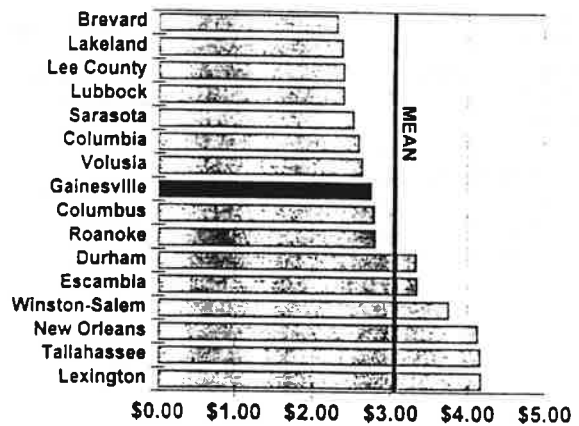 Brevard
Lakeland
Lee County
Lubbock
Sarasota
Columbia
Volusia
Gainesville
Columbus
Roanoke
Durham
Escambia
Winston-Salem
New Orleans
Tallahassee
Lexington
MEAN
$0.00 $1.00 $2.00 $3.00 $4.00 $5.00